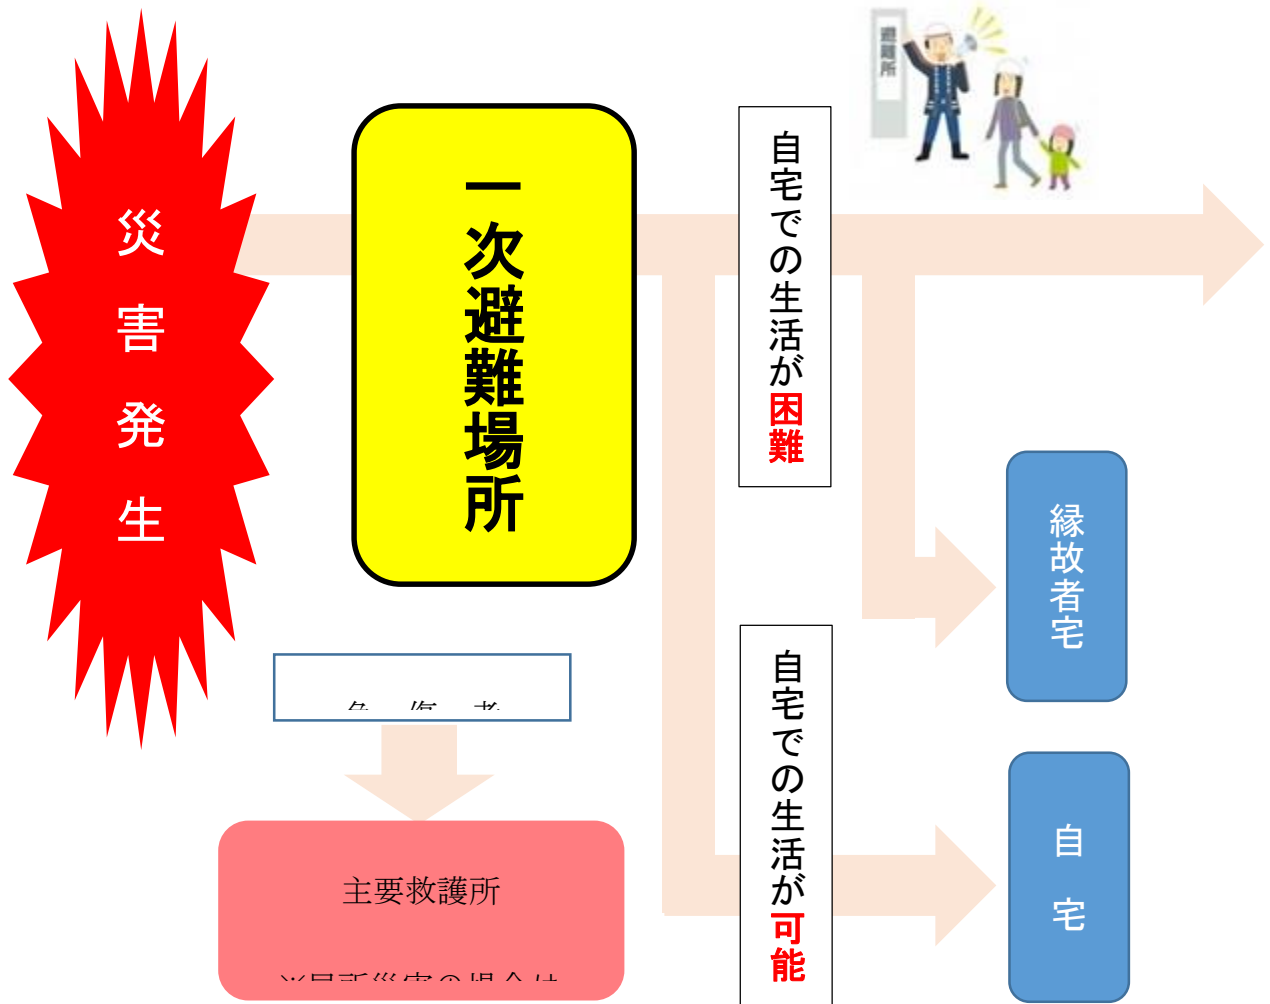 災害発生
一次避難場所
避難所
自宅での生活が困難
縁故者宅
自宅での生活が可能
自宅
主要救護所